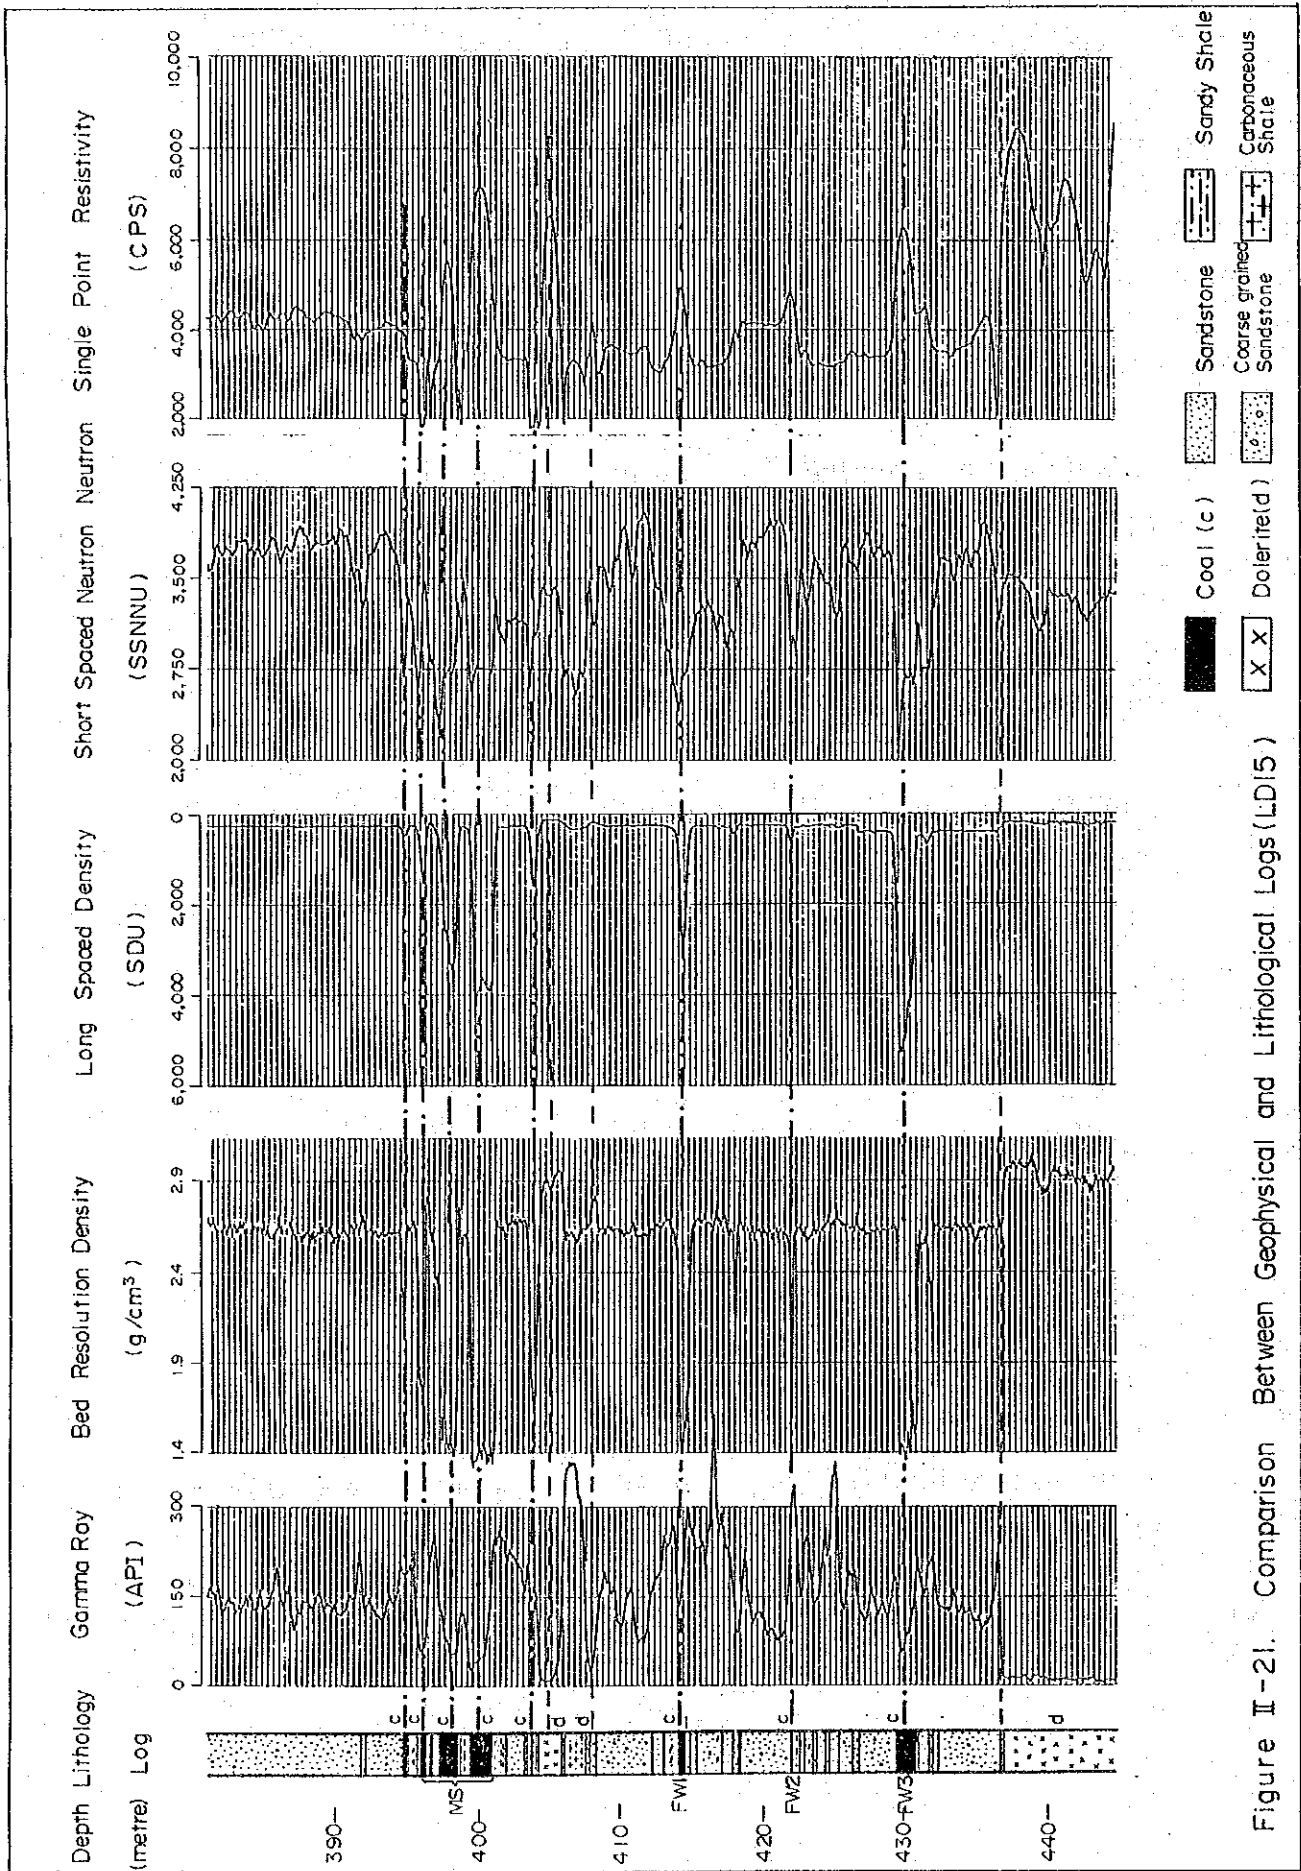 Depth Lithology Gamma Ray Bed Resolution Density Long Spaced Density Short Spaced Neutron Neutron Single Point Resistivity
(metre) Log (API) (g/cm³) (SDU) (SSNNU) (CPS)
0 150 300 1.4 1.9 2.4 2.9 6,000 4,000 2,000 0 2,000 2,750 3,500 4,250 2,000 4,000 6,000 8,000 10,000
390-
c
c
MS
c
400-
c
c
d
d
410-
FW1
c
420-
FW2
c
c
430-FW3
440-
d
Coal (c) Sandstone Sandy Shale
x x Dolerite(d) Coarse grained Sandstone Carbonaceous Shale
Figure II-21. Comparison Between Geophysical and Lithological Logs (LD15)